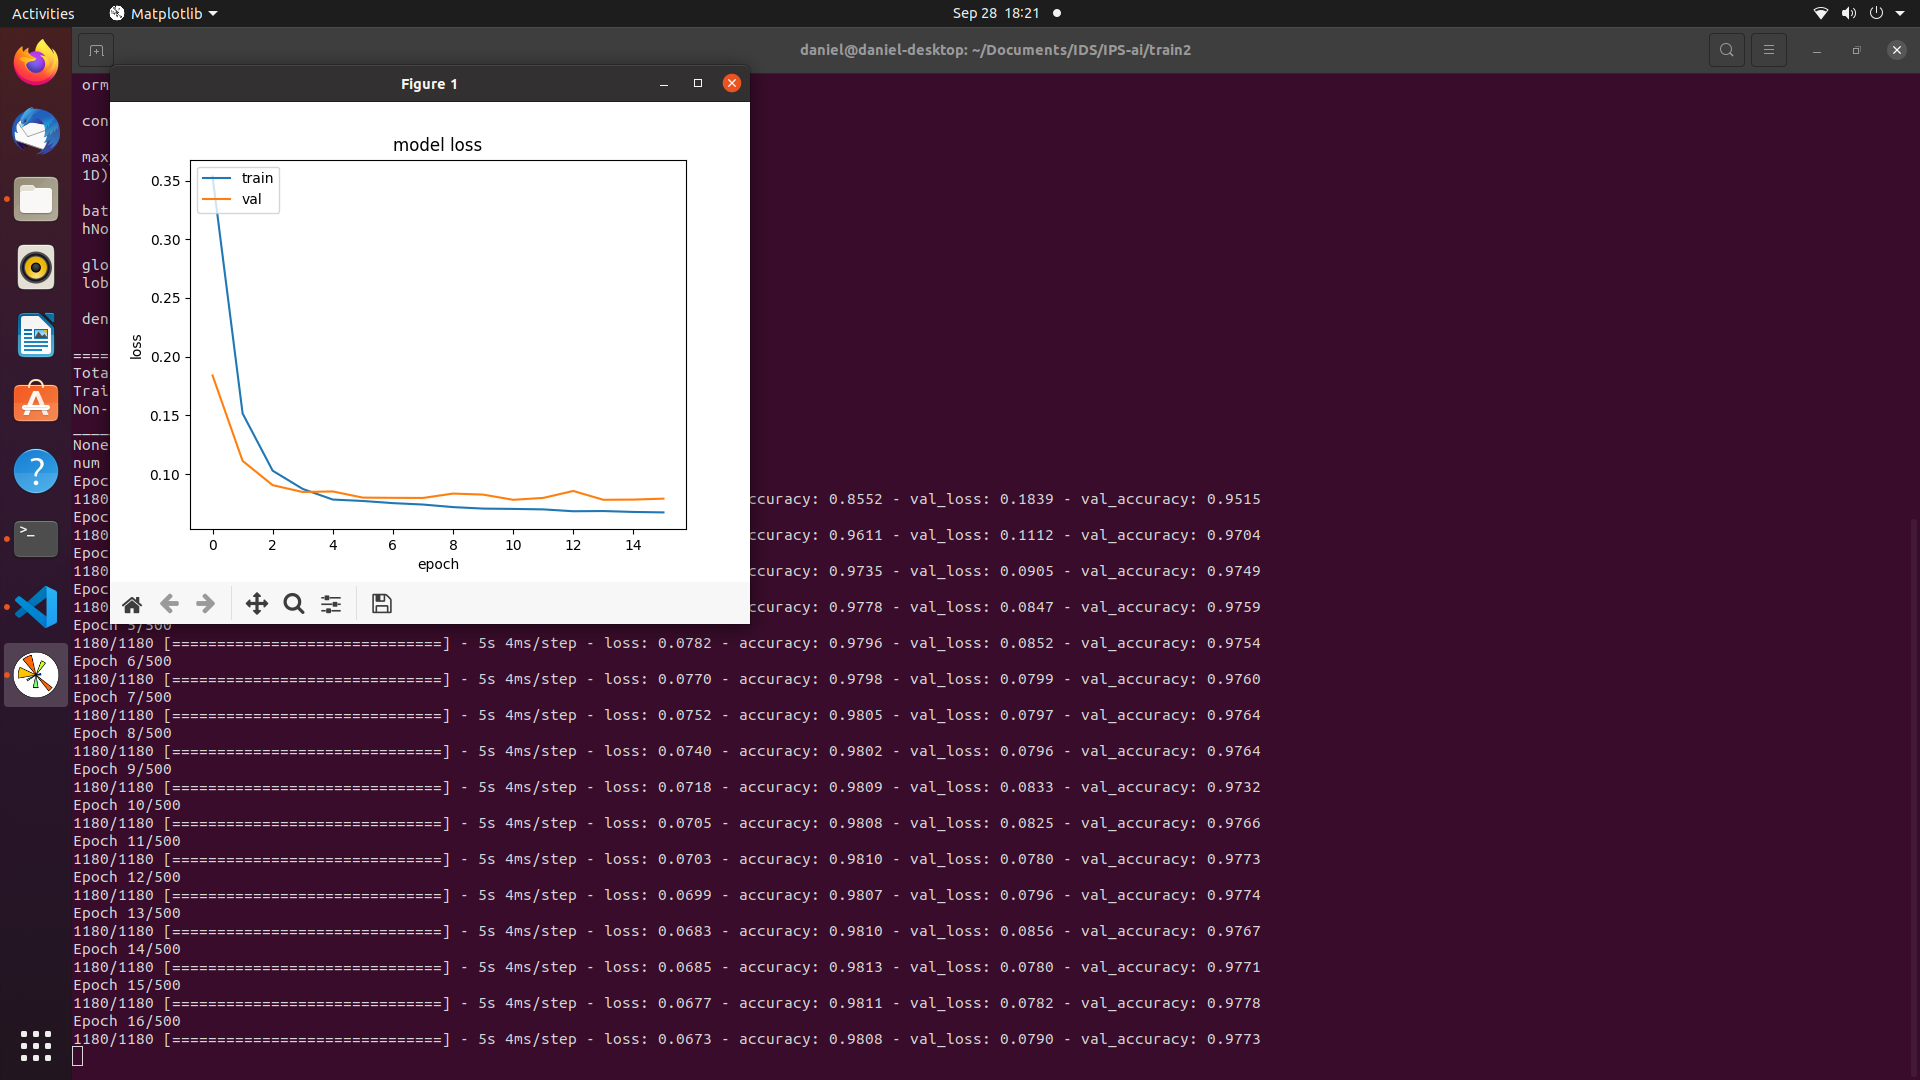 Activities
Matplotlib
Sep 28 18:21
daniel@daniel-desktop: ~/Documents/IDS/IPS-ai/train2
Figure 1
model loss
train
val
0.35
0.30
0.25
0.20
0.15
0.10
loss
0 2 4 6 8 10 12 14
epoch
orm
con
max
1D)
bat
hNo
glo
lob
den
====
Tota
Trai
Non-
____
None
num
Epoc
1180 ccuracy: 0.8552 - val_loss: 0.1839 - val_accuracy: 0.9515
Epoc
1180 ccuracy: 0.9611 - val_loss: 0.1112 - val_accuracy: 0.9704
Epoc
1180 ccuracy: 0.9735 - val_loss: 0.0905 - val_accuracy: 0.9749
Epoc
1180 ccuracy: 0.9778 - val_loss: 0.0847 - val_accuracy: 0.9759
Epoch 5/500
1180/1180 [==============================] - 5s 4ms/step - loss: 0.0782 - accuracy: 0.9796 - val_loss: 0.0852 - val_accuracy: 0.9754
Epoch 6/500
1180/1180 [==============================] - 5s 4ms/step - loss: 0.0770 - accuracy: 0.9798 - val_loss: 0.0799 - val_accuracy: 0.9760
Epoch 7/500
1180/1180 [==============================] - 5s 4ms/step - loss: 0.0752 - accuracy: 0.9805 - val_loss: 0.0797 - val_accuracy: 0.9764
Epoch 8/500
1180/1180 [==============================] - 5s 4ms/step - loss: 0.0740 - accuracy: 0.9802 - val_loss: 0.0796 - val_accuracy: 0.9764
Epoch 9/500
1180/1180 [==============================] - 5s 4ms/step - loss: 0.0718 - accuracy: 0.9809 - val_loss: 0.0833 - val_accuracy: 0.9732
Epoch 10/500
1180/1180 [==============================] - 5s 4ms/step - loss: 0.0705 - accuracy: 0.9808 - val_loss: 0.0825 - val_accuracy: 0.9766
Epoch 11/500
1180/1180 [==============================] - 5s 4ms/step - loss: 0.0703 - accuracy: 0.9810 - val_loss: 0.0780 - val_accuracy: 0.9773
Epoch 12/500
1180/1180 [==============================] - 5s 4ms/step - loss: 0.0699 - accuracy: 0.9807 - val_loss: 0.0796 - val_accuracy: 0.9774
Epoch 13/500
1180/1180 [==============================] - 5s 4ms/step - loss: 0.0683 - accuracy: 0.9810 - val_loss: 0.0856 - val_accuracy: 0.9767
Epoch 14/500
1180/1180 [==============================] - 5s 4ms/step - loss: 0.0685 - accuracy: 0.9813 - val_loss: 0.0780 - val_accuracy: 0.9771
Epoch 15/500
1180/1180 [==============================] - 5s 4ms/step - loss: 0.0677 - accuracy: 0.9811 - val_loss: 0.0782 - val_accuracy: 0.9778
Epoch 16/500
1180/1180 [==============================] - 5s 4ms/step - loss: 0.0673 - accuracy: 0.9808 - val_loss: 0.0790 - val_accuracy: 0.9773